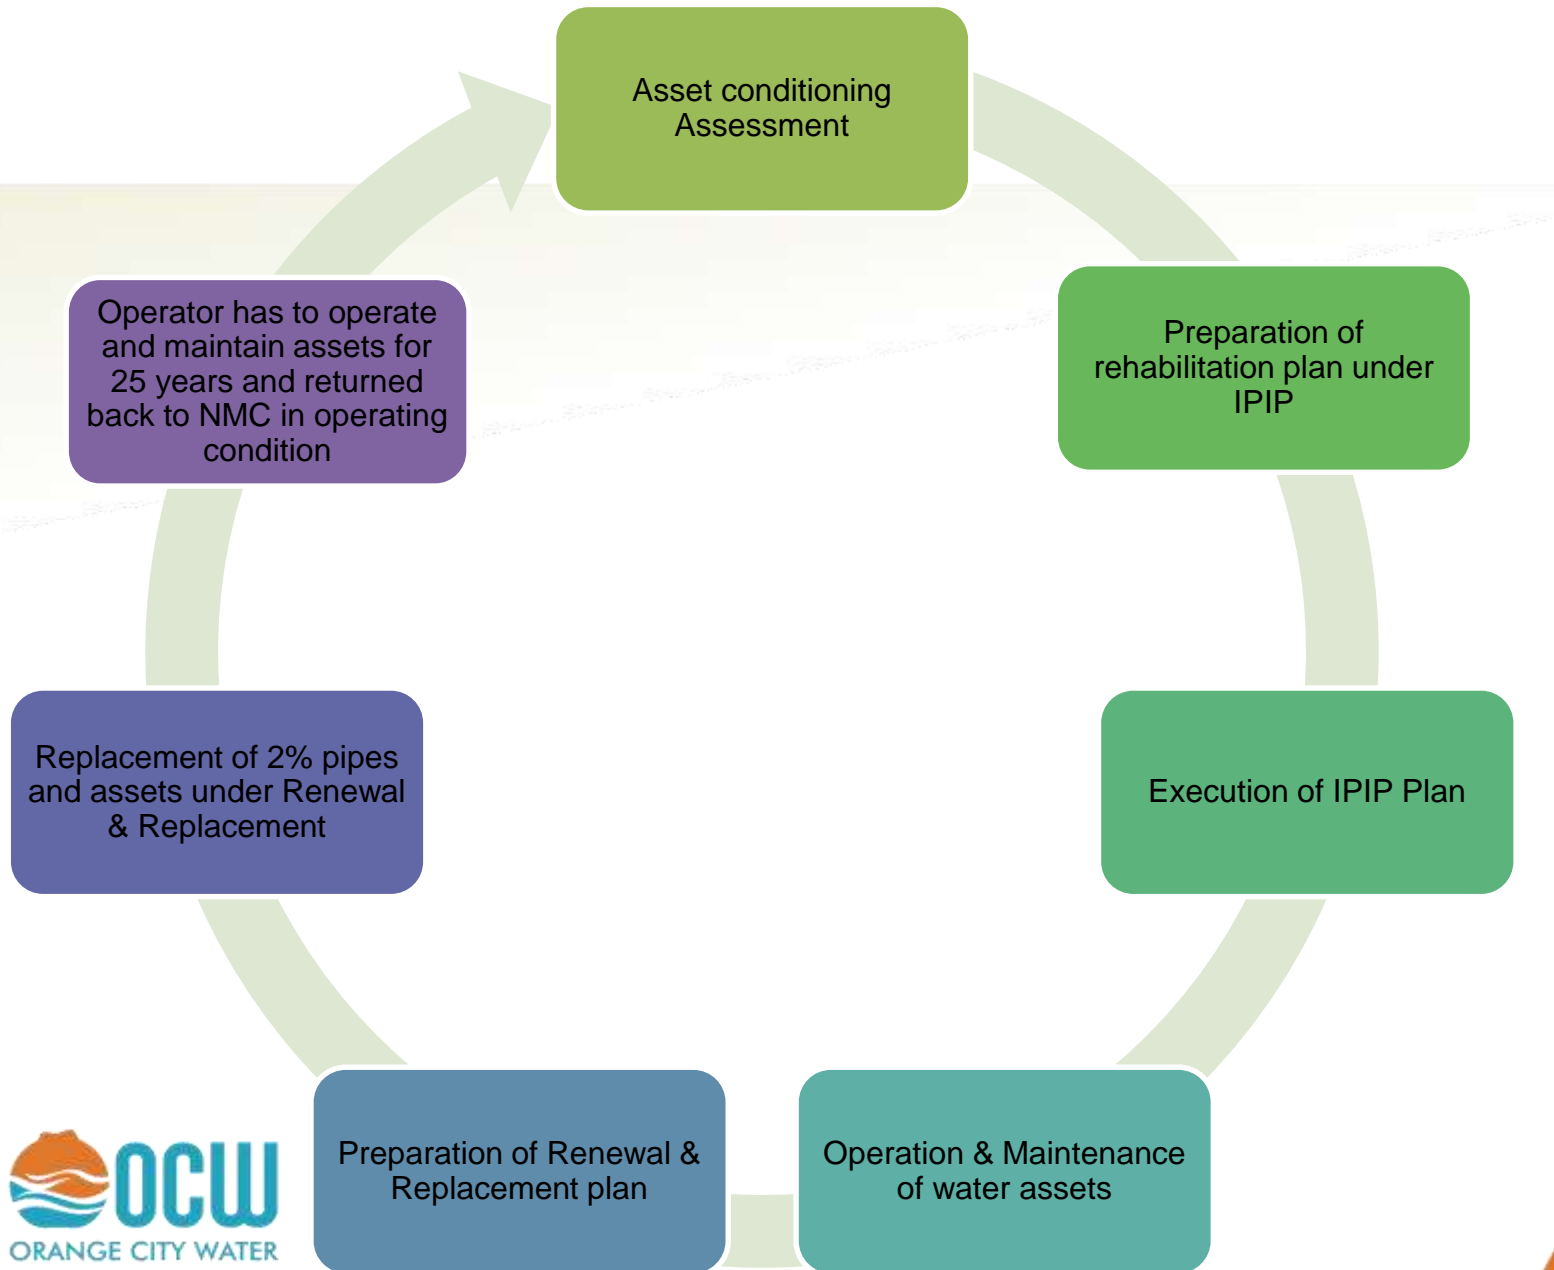 Asset conditioning
Assessment
Preparation of
rehabilitation plan under
IPIP
Execution of IPIP Plan
Operation & Maintenance
of water assets
Preparation of Renewal &
Replacement plan
Replacement of 2% pipes
and assets under Renewal
& Replacement
Operator has to operate
and maintain assets for
25 years and returned
back to NMC in operating
condition
OCW
ORANGE CITY WATER